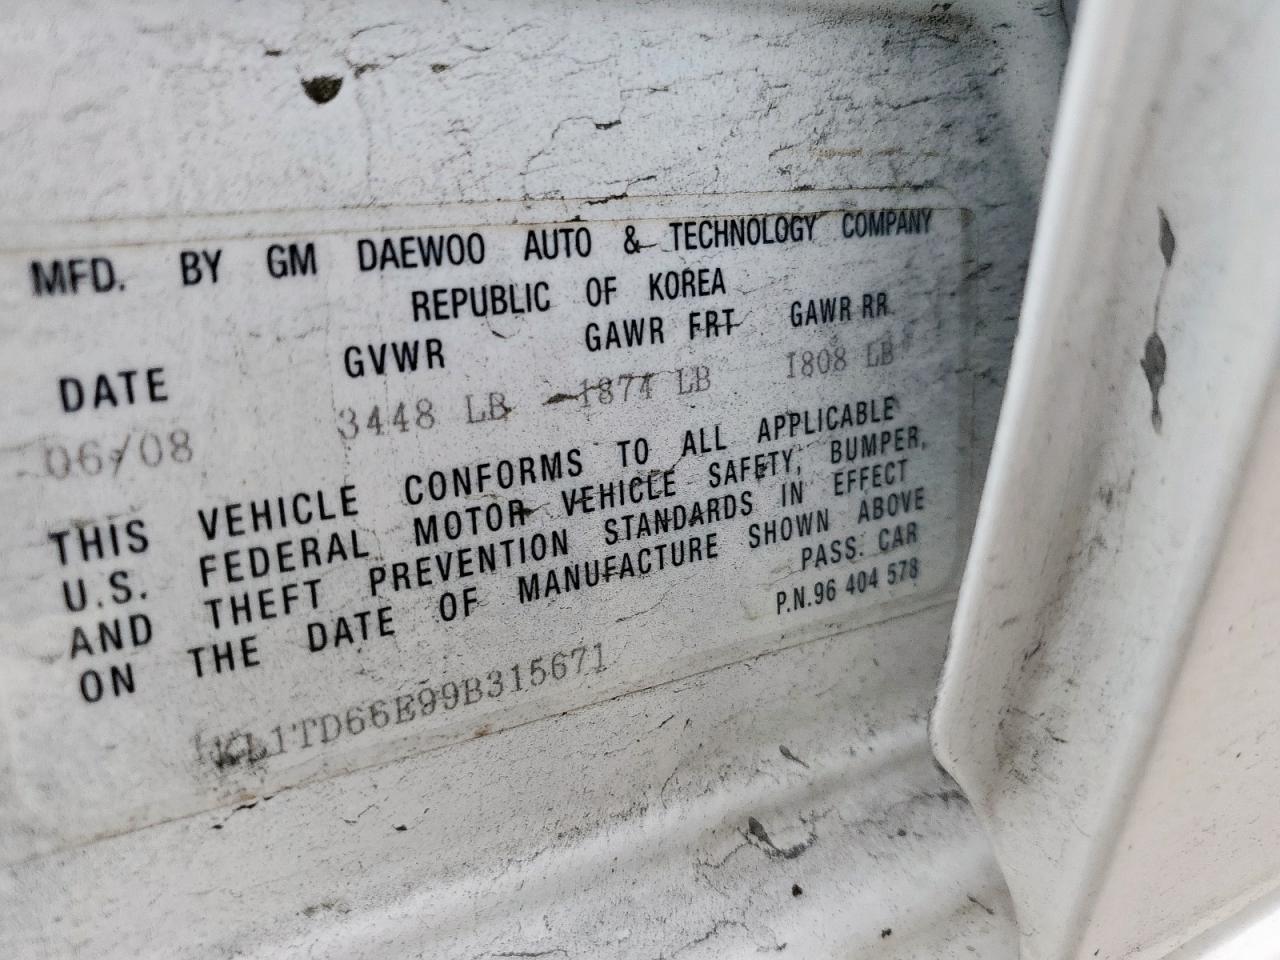 MFD. BY GM DAEWOO AUTO & TECHNOLOGY COMPANY
REPUBLIC OF KOREA
DATE GVWR GAWR FRT GAWR RR
06/08 3448 LB 1874 LB 1808 LB
THIS VEHICLE CONFORMS TO ALL APPLICABLE
U.S. FEDERAL MOTOR VEHICLE SAFETY, BUMPER,
AND THEFT PREVENTION STANDARDS IN EFFECT
ON THE DATE OF MANUFACTURE SHOWN ABOVE
PASS. CAR
P.N.96 404 578
KL1TD66E99B315671